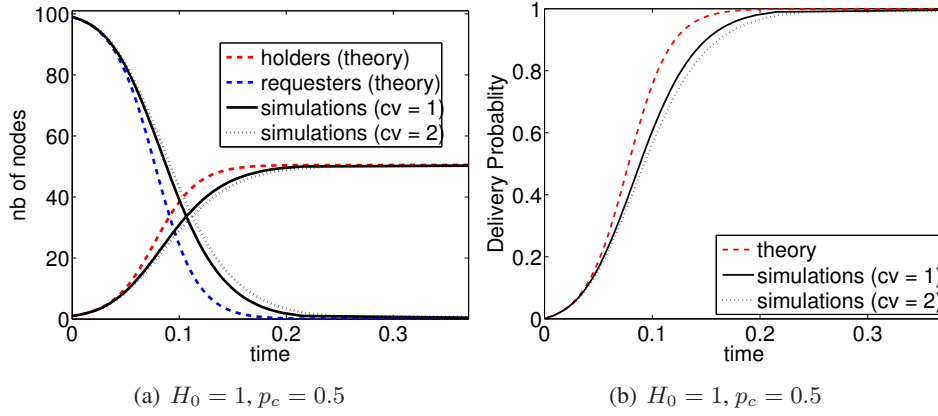 100
80
60
40
20
0
nb of nodes
holders (theory)
requesters (theory)
simulations (cv = 1)
simulations (cv = 2)
0
0.1
0.2
0.3
time
(a) H₀ = 1, p_c = 0.5
1
0.8
0.6
0.4
0.2
0
Delivery Probablity
theory
simulations (cv = 1)
simulations (cv = 2)
0
0.1
0.2
0.3
time
(b) H₀ = 1, p_c = 0.5